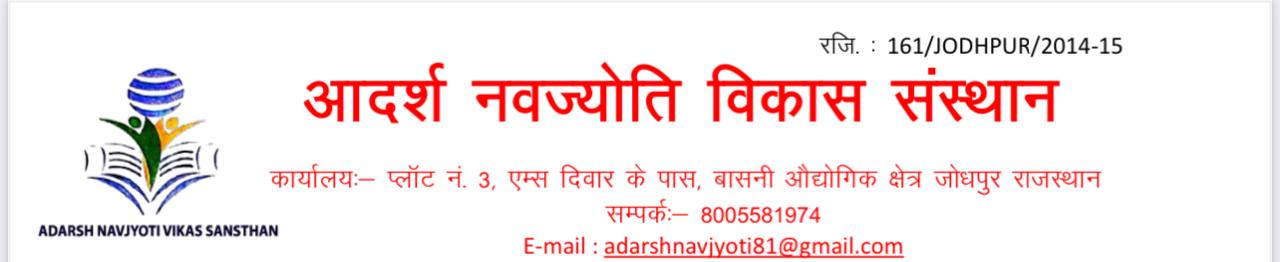 रजि. : 161/JODHPUR/2014-15
आदर्श नवज्योति विकास संस्थान
कार्यालयः– प्लॉट नं. 3, एम्स दिवार के पास, बासनी औद्योगिक क्षेत्र जोधपुर राजस्थान
सम्पर्कः– 8005581974
ADARSH NAVJYOTI VIKAS SANSTHAN
E-mail : adarshnavjyoti81@gmail.com